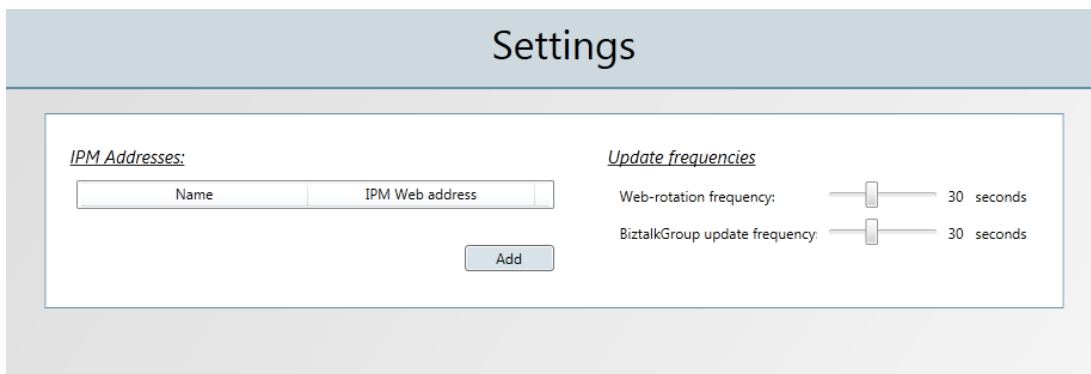 Settings
IPM Addresses:
Name IPM Web address
Add
Update frequencies
Web-rotation frequency: 30 seconds
BiztalkGroup update frequency: 30 seconds